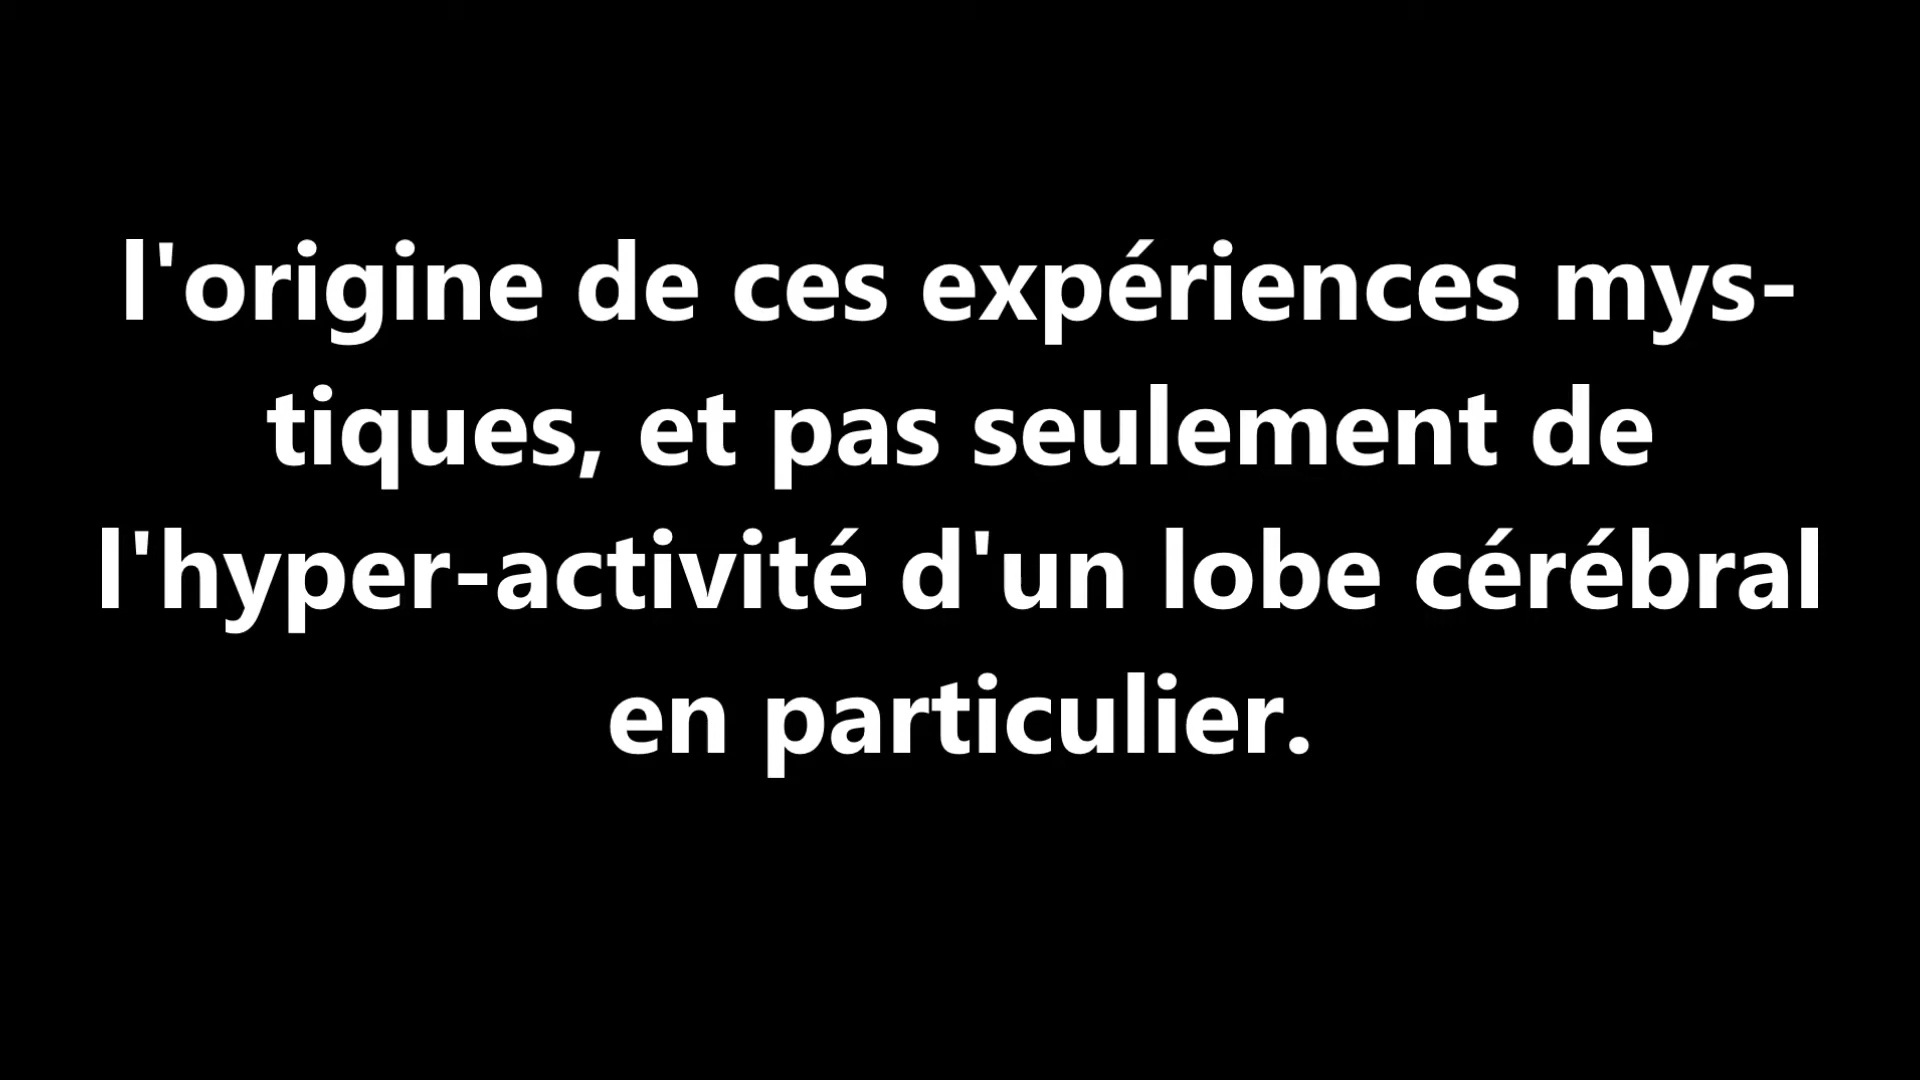 l'origine de ces expériences mys-
tiques, et pas seulement de
l'hyper-activité d'un lobe cérébral
en particulier.